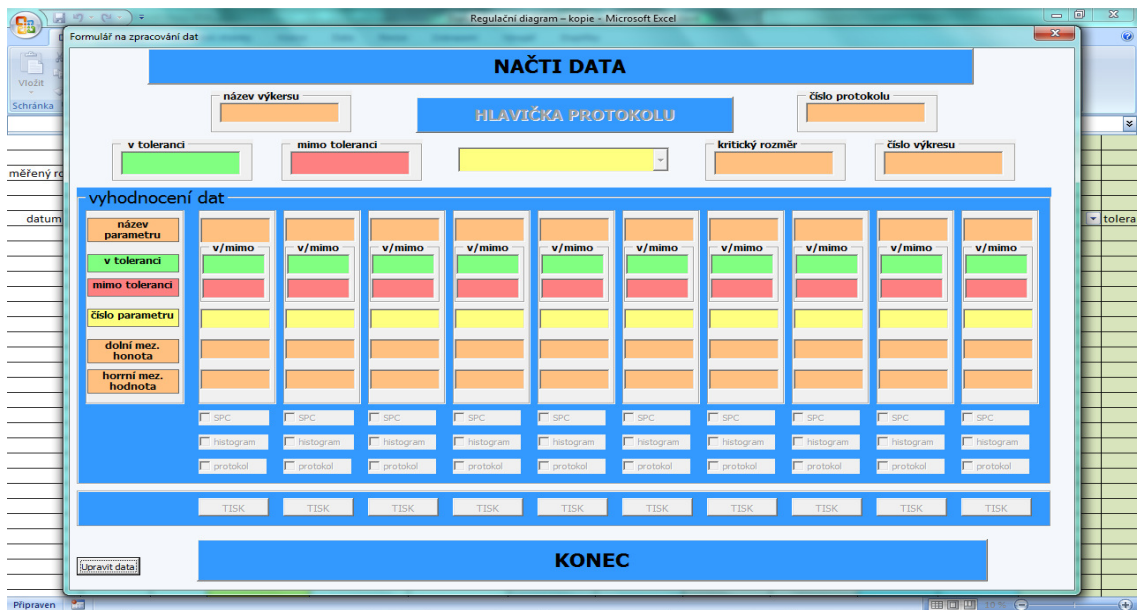 Regulační diagram – kopie - Microsoft Excel
Formulář na zpracování dat
Vložit
Schránka
NAČTI DATA
název výkersu
HLAVIČKA PROTOKOLU
číslo protokolu
v toleranci
mimo toleranci
kritický rozměr
číslo výkresu
měřený ro
datum
tolera
vyhodnocení dat
název
parametru
v/mimo v/mimo v/mimo v/mimo v/mimo v/mimo v/mimo v/mimo v/mimo v/mimo
v toleranci
mimo toleranci
číslo parametru
dolní mez.
honota
horrní mez.
hodnota
SPC SPC SPC SPC SPC SPC SPC SPC SPC SPC
histogram histogram histogram histogram histogram histogram histogram histogram histogram histogram
protokol protokol protokol protokol protokol protokol protokol protokol protokol protokol
TISK TISK TISK TISK TISK TISK TISK TISK TISK TISK
Upravit data
KONEC
Připraven
10 %